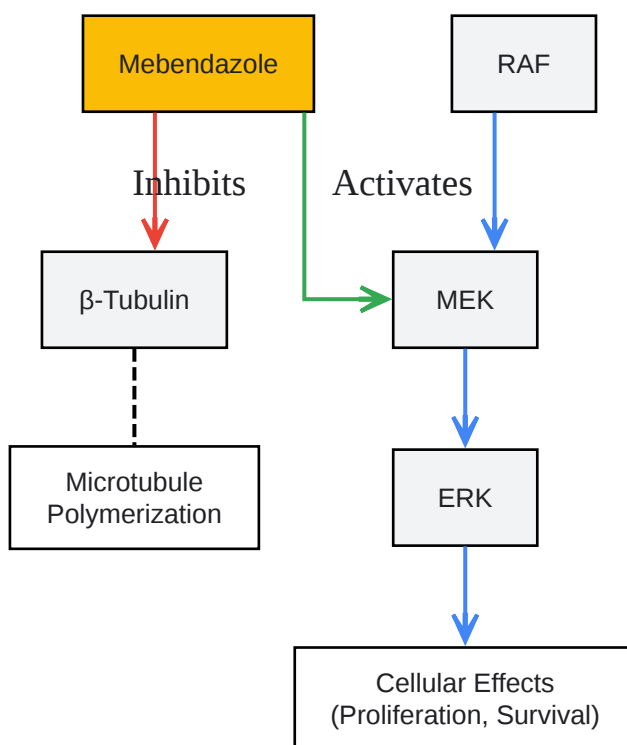 Mebendazole
RAF
Inhibits
Activates
β-Tubulin
MEK
Microtubule
Polymerization
ERK
Cellular Effects
(Proliferation, Survival)